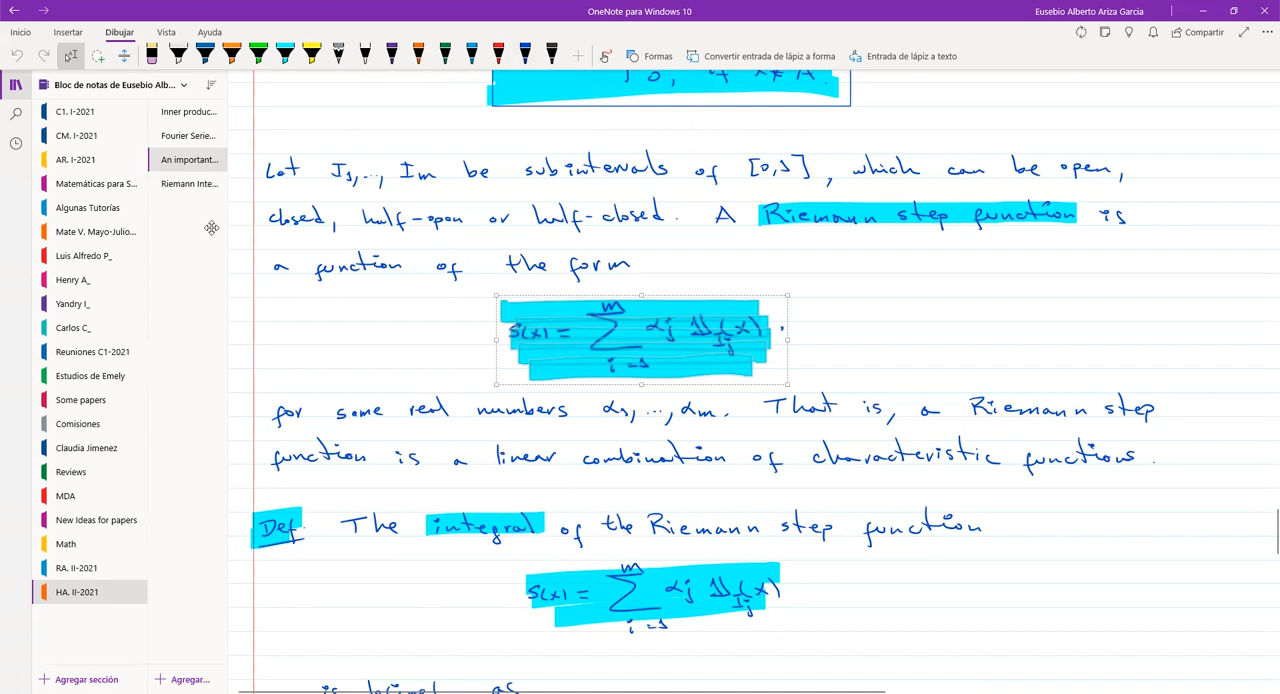 OneNote para Windows 10
Eusebio Alberto Ariza Garcia
Inicio Insertar Dibujar Vista Ayuda
Compartir
Formas Convertir entrada de lápiz a forma Entrada de lápiz a texto
Bloc de notas de Eusebio Alb...
C1. I-2021
CM. I-2021
AR. I-2021
Matemáticas para S...
Algunas Tutorías
Mate V. Mayo-Julio...
Luis Alfredo P_
Henry A_
Yandry I_
Carlos C_
Reuniones C1-2021
Estudios de Emely
Some papers
Comisiones
Claudia Jimenez
Reviews
MDA
New Ideas for papers
Math
RA. II-2021
HA. II-2021
Agregar sección
Inner produc...
Fourier Serie...
An important...
Riemann Inte...
Agregar...
0, if x ∉ A.
Let I₁,..., Im be subintervals of [0,1], which can be open,
closed, half-open or half-closed. A Riemann step function is
a function of the form
s(x) = ∑_{i=1}^{m} αj 𝟙_{Ij}(x).
for some real numbers α₁,...,αm. That is, a Riemann step
function is a linear combination of characteristic functions.
Def. The integral of the Riemann step function
s(x) = ∑_{i=1}^{m} αj 𝟙_{Ij}(x)
as